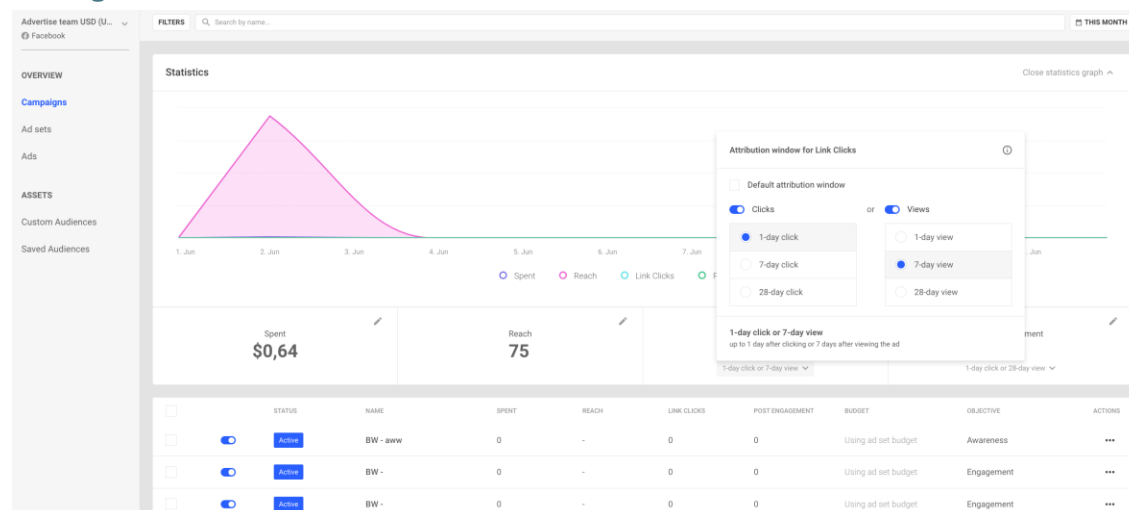 Advertise team USD (U...
Facebook
FILTERS
Search by name...
THIS MONTH
OVERVIEW
Campaigns
Ad sets
Ads
ASSETS
Custom Audiences
Saved Audiences
Statistics
Close statistics graph
1. Jun
2. Jun
3. Jun
4. Jun
5. Jun
6. Jun
7. Jun
. Jun
Spent
Reach
Link Clicks
Attribution window for Link Clicks
Default attribution window
Clicks
or
Views
1-day click
1-day view
7-day click
7-day view
28-day click
28-day view
1-day click or 7-day view
up to 1 day after clicking or 7 days after viewing the ad
Spent
$0,64
Reach
75
1-day click or 7-day view
ment
1-day click or 28-day view
STATUS NAME SPENT REACH LINK CLICKS POST ENGAGEMENT BUDGET OBJECTIVE ACTIONS
Active BW - aww 0 - 0 0 Using ad set budget Awareness
Active BW - 0 - 0 0 Using ad set budget Engagement
Active BW - 0 - 0 0 Using ad set budget Engagement